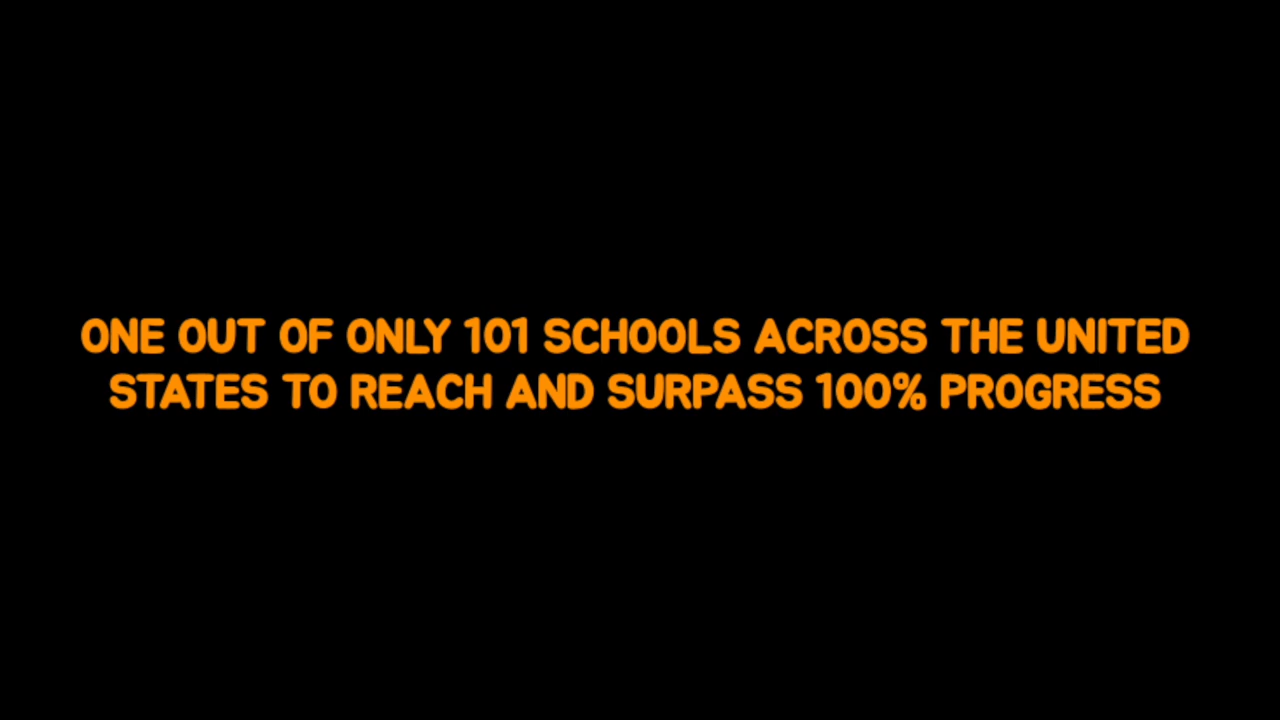 ONE OUT OF ONLY 101 SCHOOLS ACROSS THE UNITED
STATES TO REACH AND SURPASS 100% PROGRESS